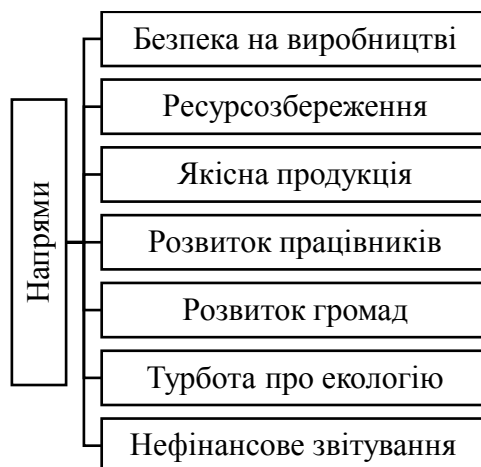 Напрями
Безпека на виробництві
Ресурсозбереження
Якісна продукція
Розвиток працівників
Розвиток громад
Турбота про екологію
Нефінансове звітування